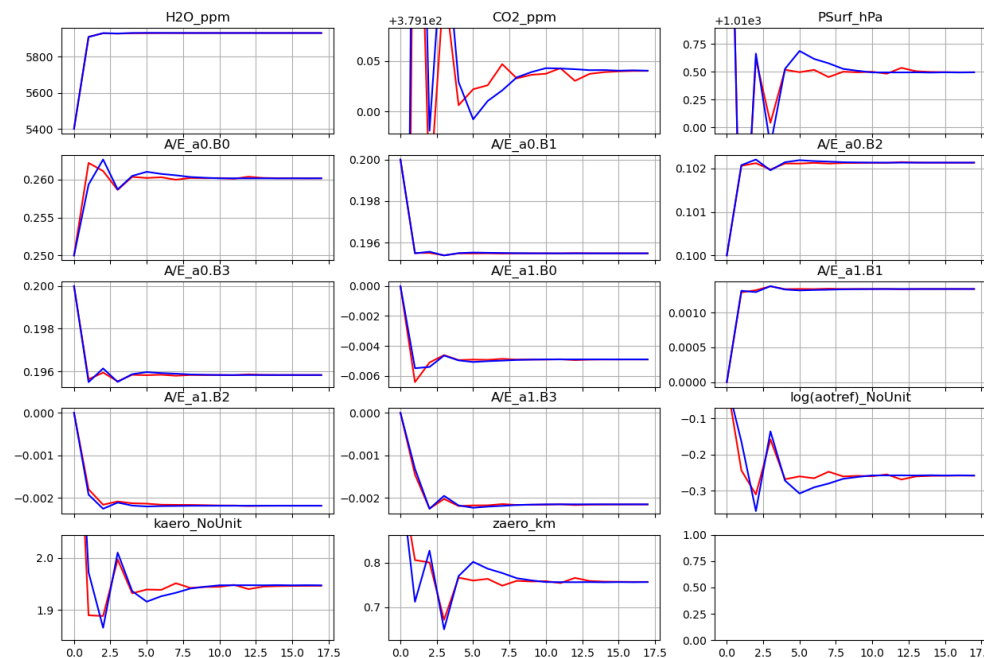 H2O_ppm CO2_ppm PSurf_hPa
+3.791e2 +1.01e3
5800 0.05 0.75
5600 0.50
0.00 0.25
5400 0.00
A/E_a0.B0 A/E_a0.B1 A/E_a0.B2
0.200
0.260 0.102
0.198
0.255 0.101
0.196
0.250 0.100
A/E_a0.B3 A/E_a1.B0 A/E_a1.B1
0.200 0.000
−0.002 0.0010
0.198
−0.004 0.0005
0.196 −0.006
0.0000
A/E_a1.B2 A/E_a1.B3 log(aotref)_NoUnit
0.000 0.000 −0.1
−0.001 −0.001 −0.2
−0.002 −0.002 −0.3
kaero_NoUnit zaero_km
1.00
2.0 0.8 0.75
0.50
1.9 0.7 0.25
0.00
0.0 2.5 5.0 7.5 10.0 12.5 15.0 17.5 0.0 2.5 5.0 7.5 10.0 12.5 15.0 17.5 0.0 2.5 5.0 7.5 10.0 12.5 15.0